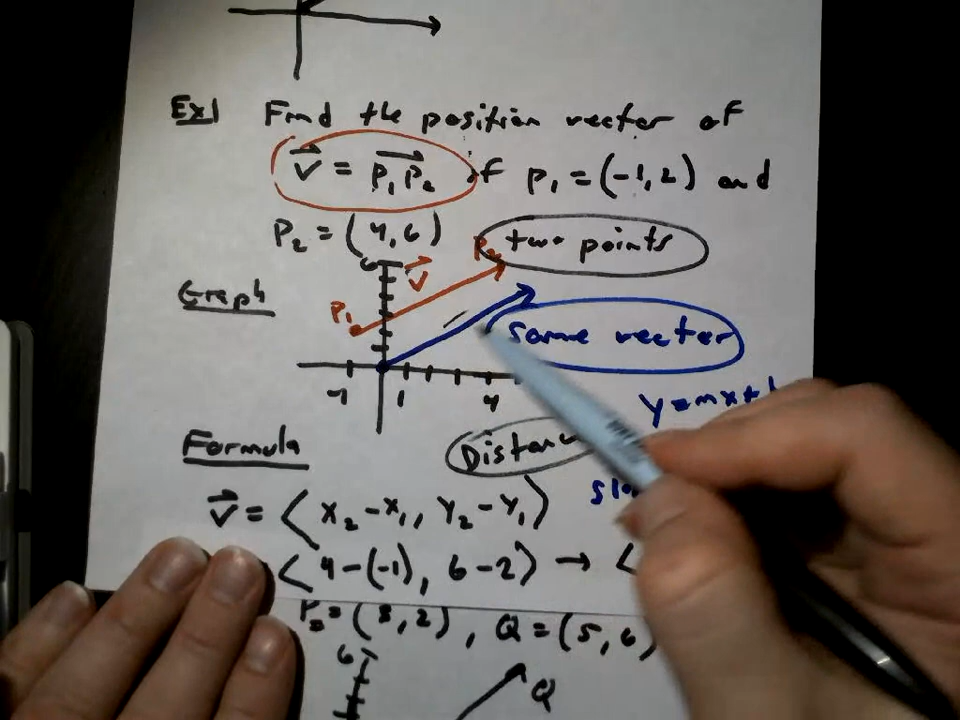 Ex1 Find the position vector of
v = P₁P₂ if P₁ = (-1, 2) and
P₂ = (4, 6) two points
6 v P₂
Graph P₁ same vector
-1 1 4 y = mx +
Formula Distanc
v = ⟨ x₂ - x₁, y₂ - y₁ ⟩
⟨ 4 - (-1), 6 - 2 ⟩ → ⟨
P = (3, 2), Q = (5, 6)
6 Q